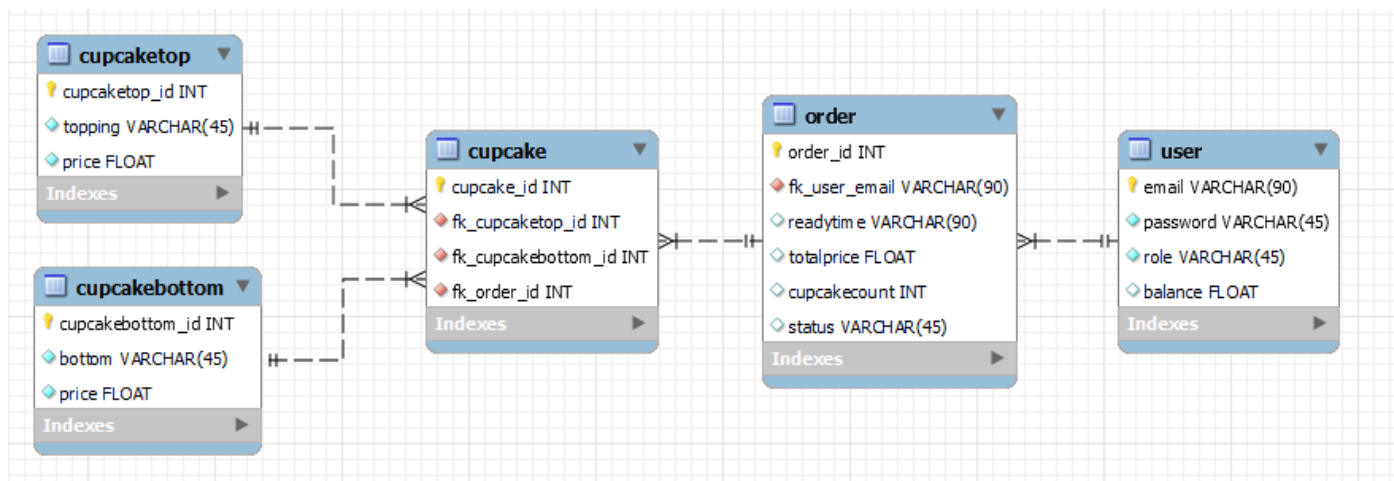 cupcaketop
cupcaketop_id INT
topping VARCHAR(45)
price FLOAT
Indexes
cupcakebottom
cupcakebottom_id INT
bottom VARCHAR(45)
price FLOAT
Indexes
cupcake
cupcake_id INT
fk_cupcaketop_id INT
fk_cupcakebottom_id INT
fk_order_id INT
Indexes
order
order_id INT
fk_user_email VARCHAR(90)
readytime VARCHAR(90)
totalprice FLOAT
cupcakecount INT
status VARCHAR(45)
Indexes
user
email VARCHAR(90)
password VARCHAR(45)
role VARCHAR(45)
balance FLOAT
Indexes